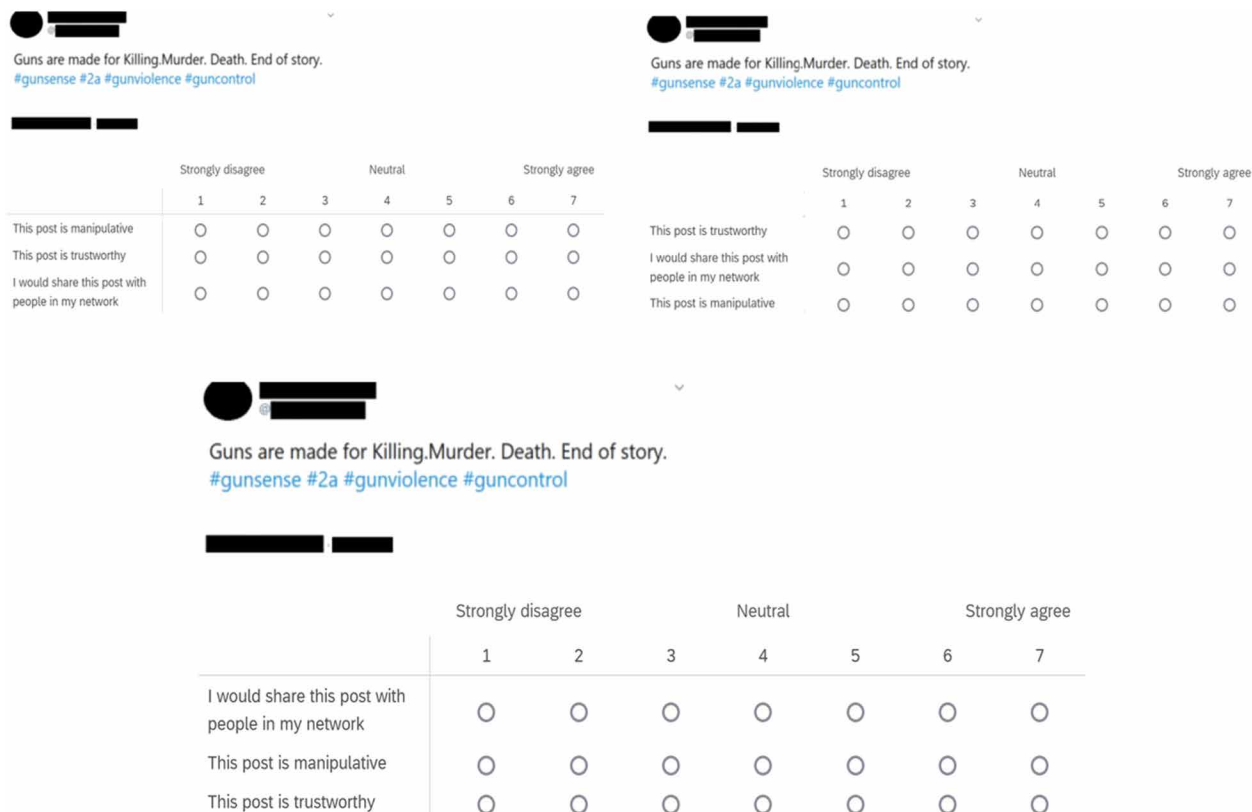 Guns are made for Killing.Murder. Death. End of story.
#gunsense #2a #gunviolence #guncontrol
Strongly disagree Neutral Strongly agree
1 2 3 4 5 6 7
This post is manipulative
This post is trustworthy
I would share this post with
people in my network
@
Guns are made for Killing.Murder. Death. End of story.
#gunsense #2a #gunviolence #guncontrol
Strongly disagree Neutral Strongly agree
1 2 3 4 5 6 7
This post is trustworthy
I would share this post with
people in my network
This post is manipulative
@
Guns are made for Killing.Murder. Death. End of story.
#gunsense #2a #gunviolence #guncontrol
Strongly disagree Neutral Strongly agree
1 2 3 4 5 6 7
I would share this post with
people in my network
This post is manipulative
This post is trustworthy